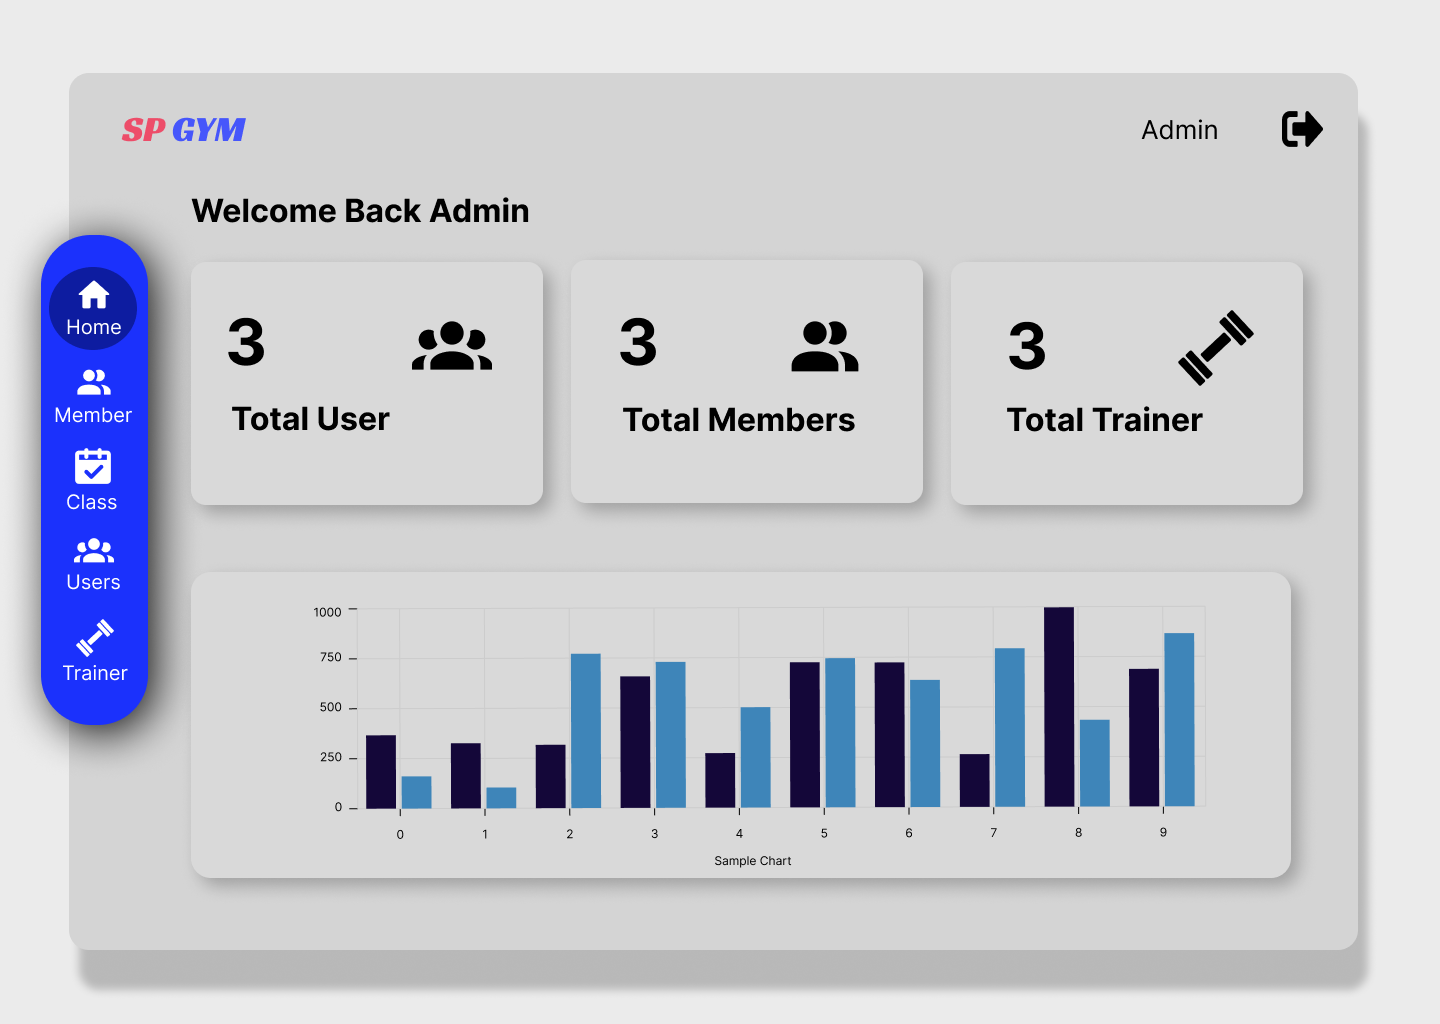 SP GYM
Admin
Welcome Back Admin
Home
Member
Class
Users
Trainer
3
Total User
3
Total Members
3
Total Trainer
1000
750
500
250
0
0 1 2 3 4 5 6 7 8 9
Sample Chart